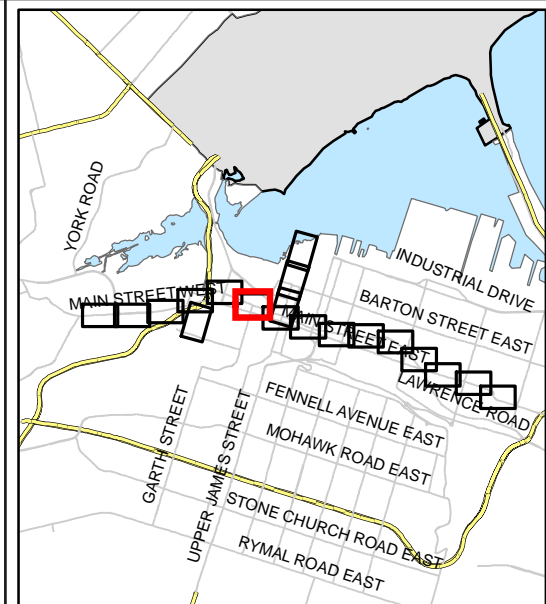 YORK ROAD
MAIN STREET WEST
INDUSTRIAL DRIVE
BARTON STREET EAST
MAIN STREET EAST
LAWRENCE ROAD
FENNELL AVENUE EAST
MOHAWK ROAD EAST
GARTH STREET
UPPER JAMES STREET
STONE CHURCH ROAD EAST
RYMAL ROAD EAST